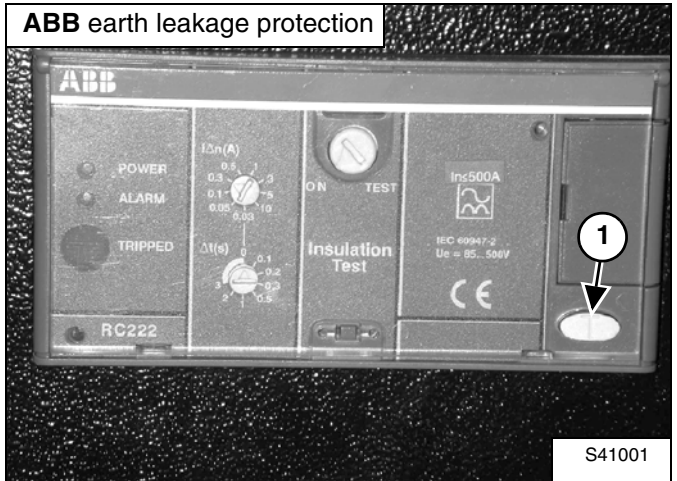 ABB earth leakage protection
ABB
POWER
ALARM
TRIPPED
RC222
IΔn(A)
0.5 1
0.3 3
0.1 5
0.05 10
0.03
Δt(s)
0
0.1
0.2
3 0.3
2 0.5
1
ON TEST
Insulation
Test
Ins500A
IEC 60947-2
Ue = 85...500V
CE
1
S41001